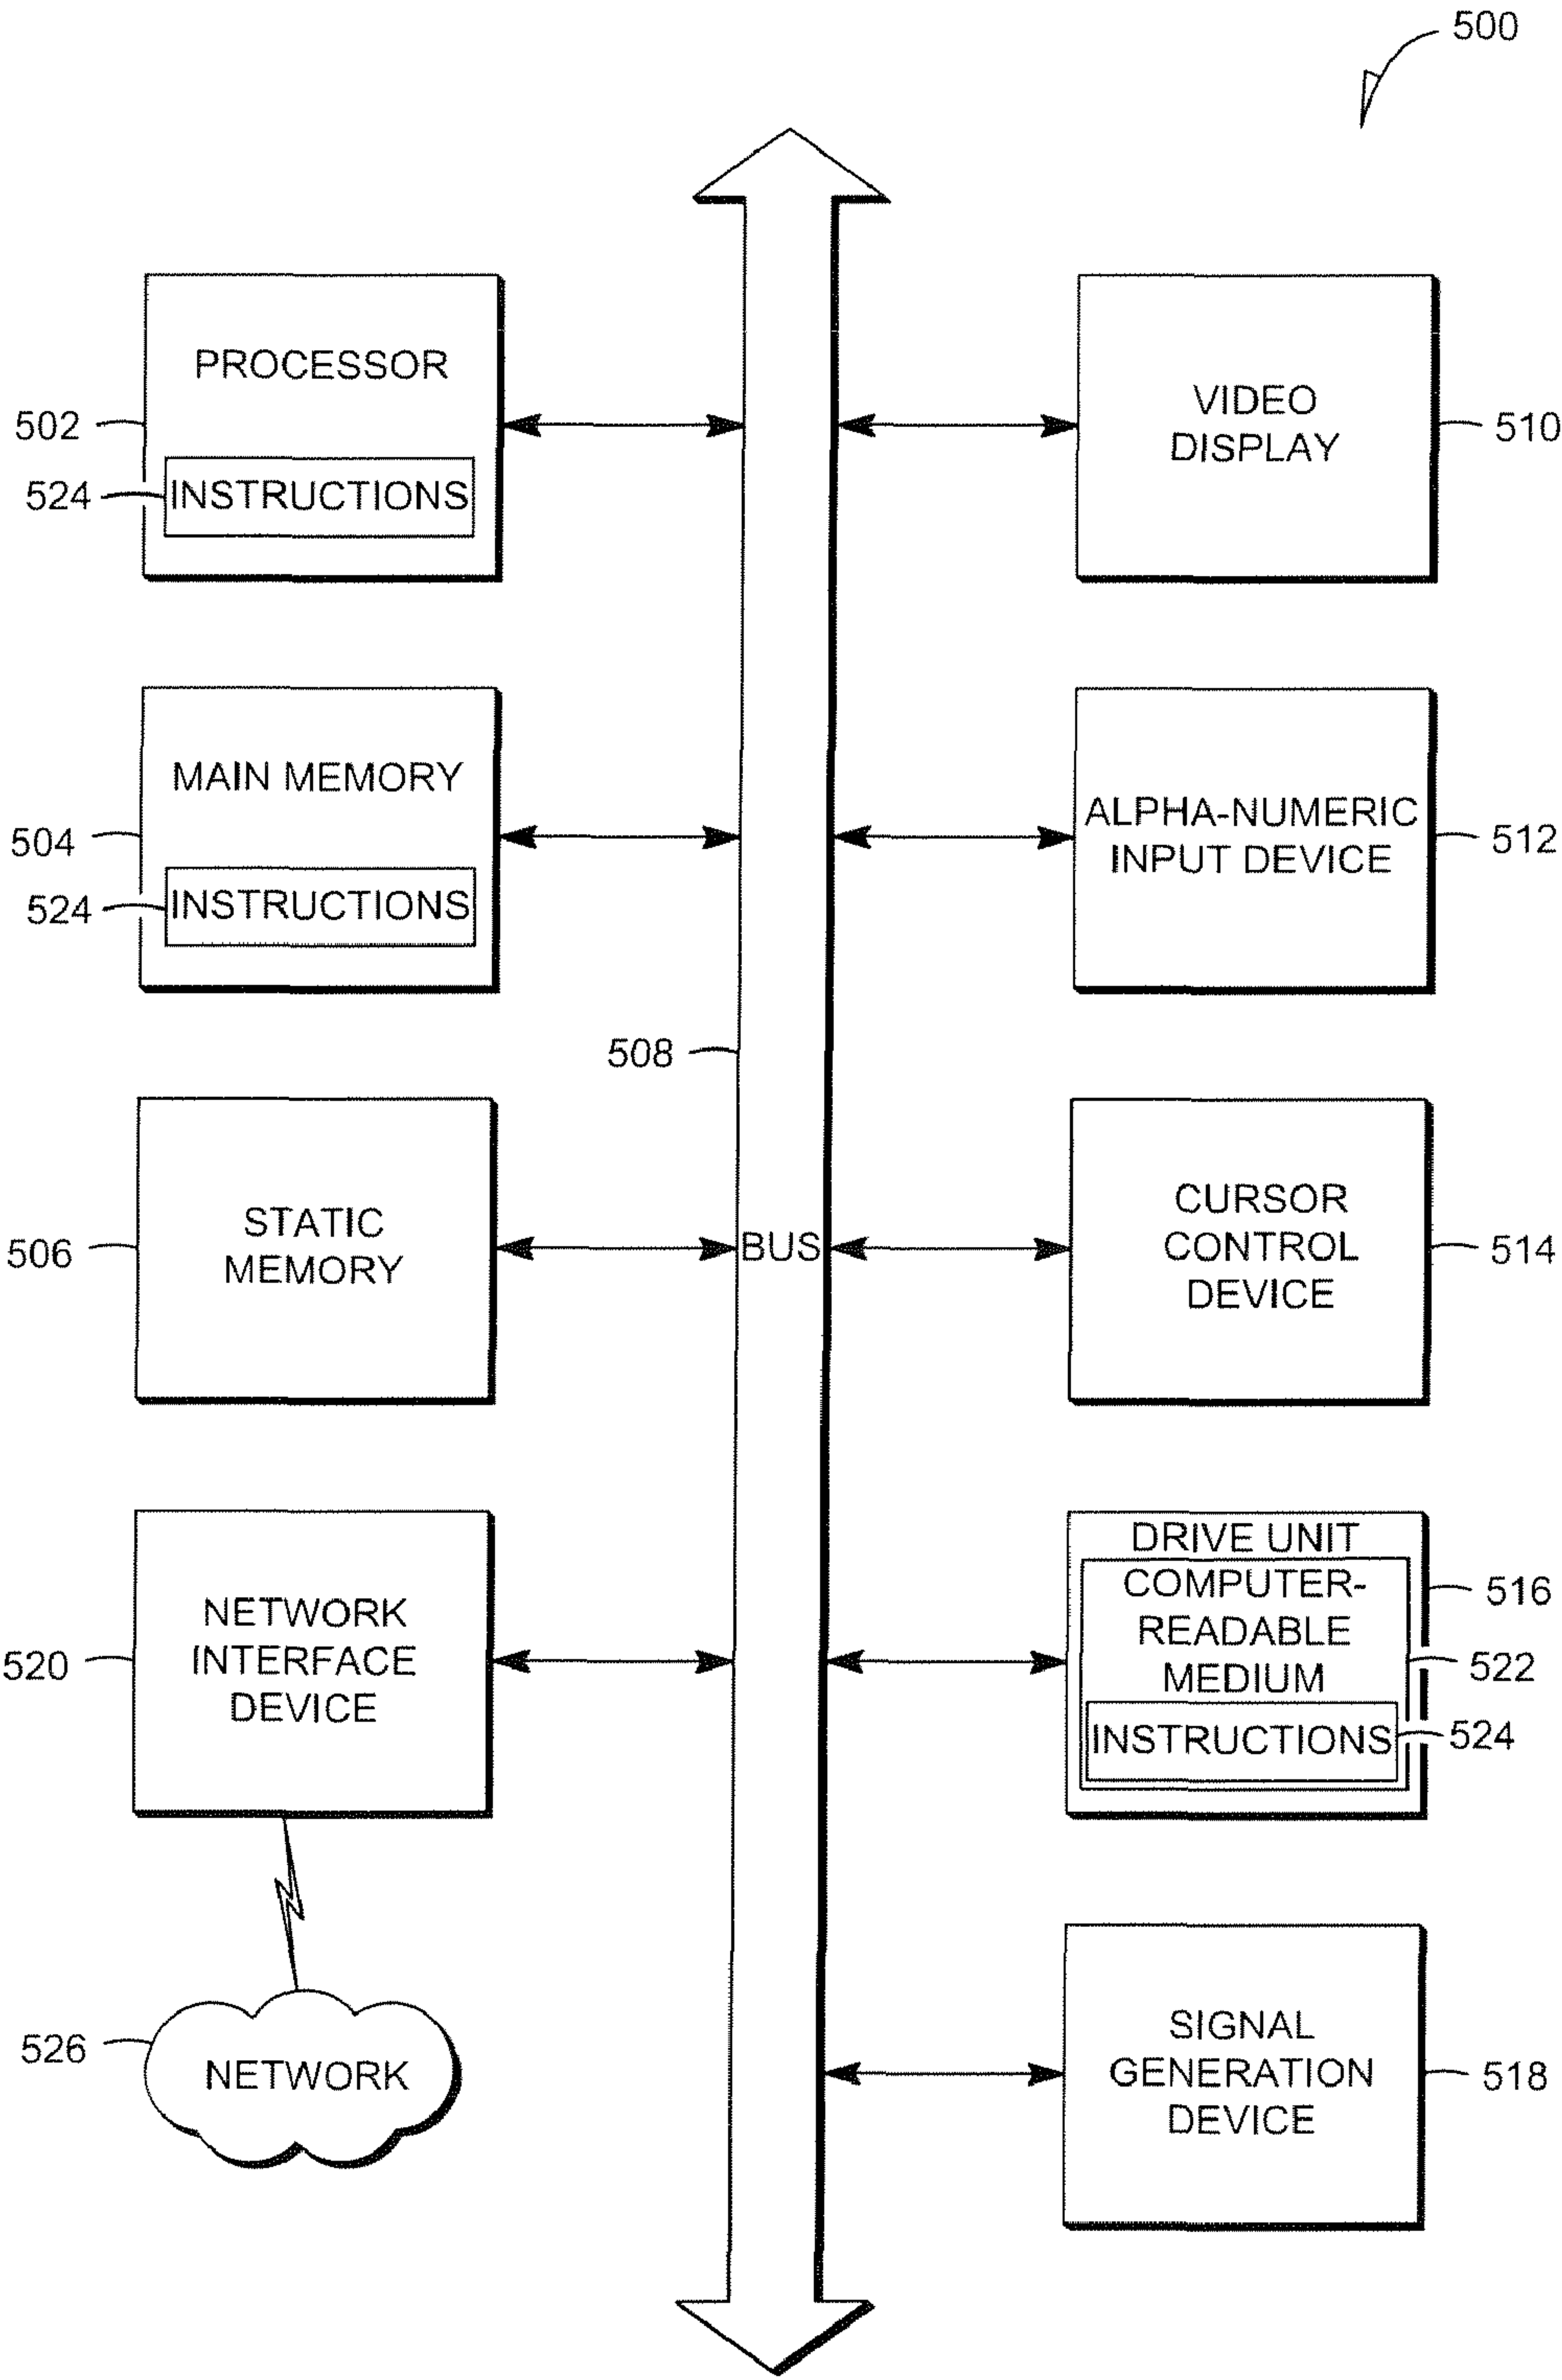 500
PROCESSOR
502
524
INSTRUCTIONS
VIDEO
DISPLAY
510
MAIN MEMORY
504
524
INSTRUCTIONS
ALPHA-NUMERIC
INPUT DEVICE
512
508
STATIC
MEMORY
506
BUS
CURSOR
CONTROL
DEVICE
514
NETWORK
INTERFACE
DEVICE
520
DRIVE UNIT
COMPUTER-
READABLE
MEDIUM
INSTRUCTIONS
516
522
524
526
NETWORK
SIGNAL
GENERATION
DEVICE
518